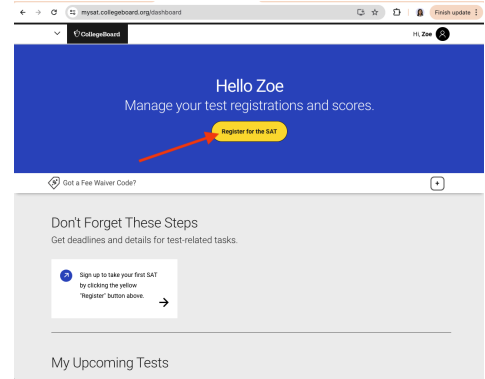 mysat.collegeboard.org/dashboard
Finish update
CollegeBoard
Hi, Zoe
Hello Zoe
Manage your test registrations and scores.
Register for the SAT
Got a Fee Waiver Code?
Don't Forget These Steps
Get deadlines and details for test-related tasks.
Sign up to take your first SAT
by clicking the yellow
"Register" button above.
My Upcoming Tests